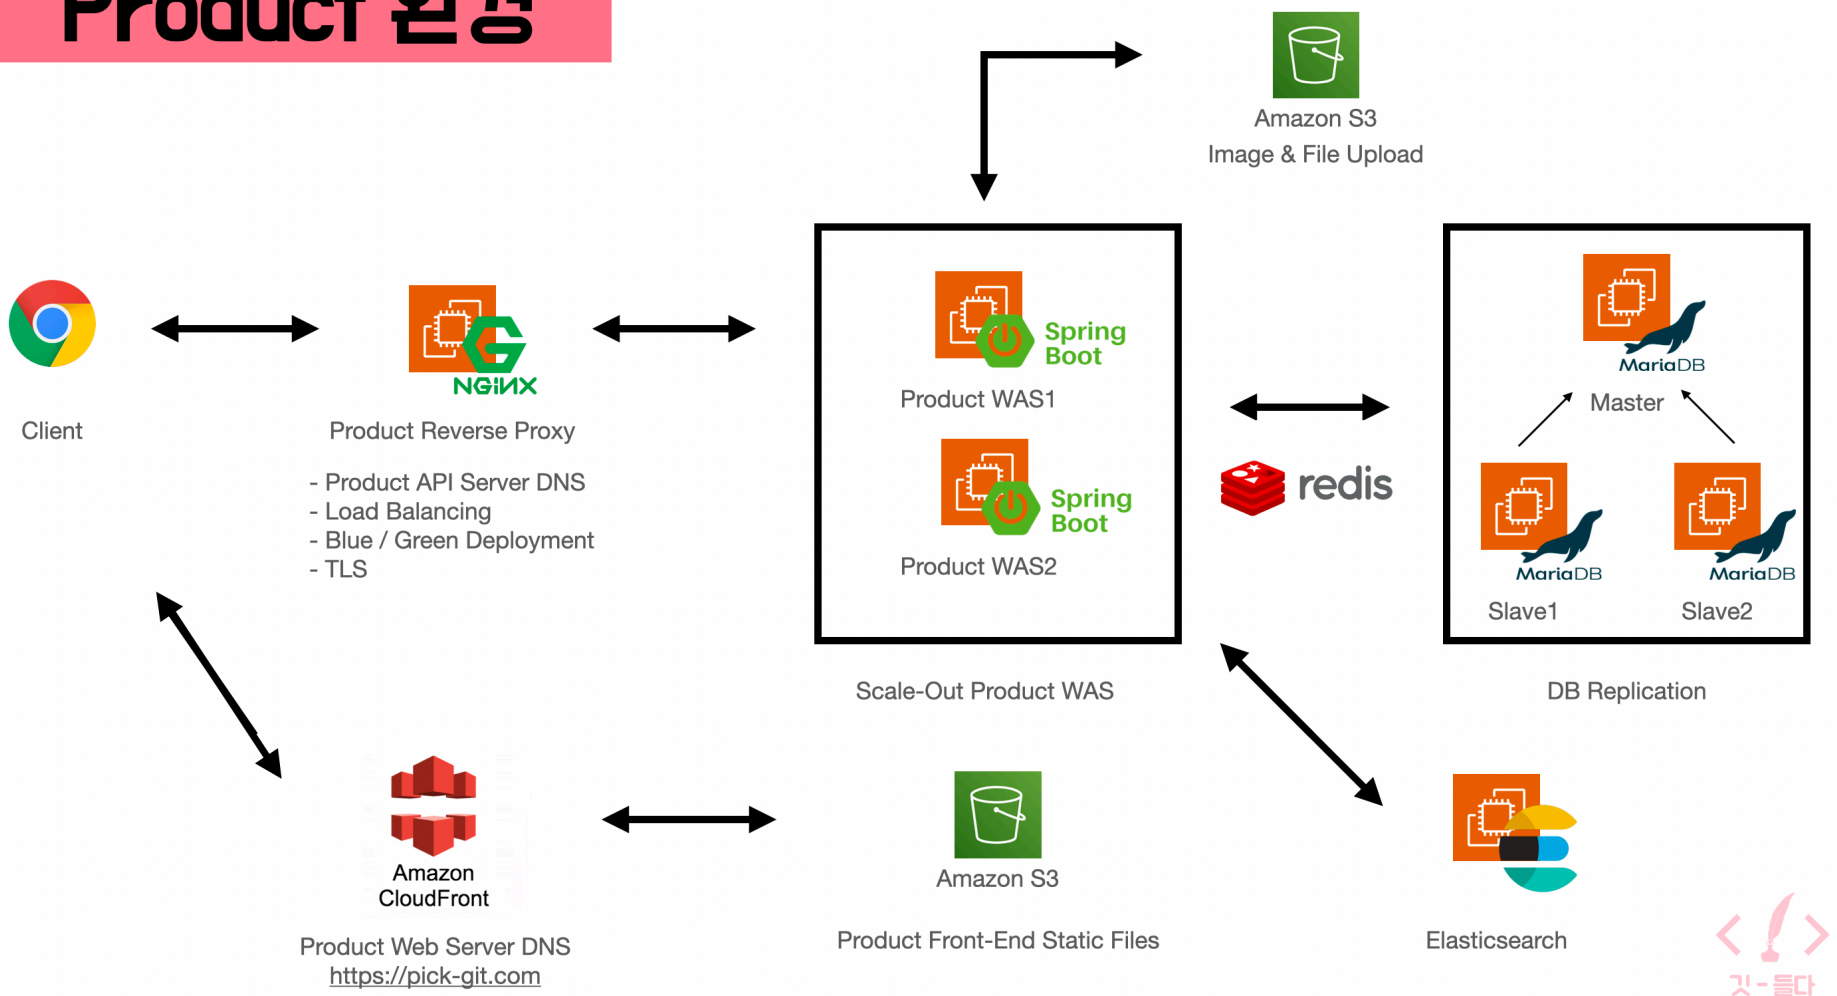 Product 환경
Amazon S3
Image & File Upload
Client
NGINX
Product Reverse Proxy
- Product API Server DNS
- Load Balancing
- Blue / Green Deployment
- TLS
Spring
Boot
Product WAS1
Spring
Boot
Product WAS2
Scale-Out Product WAS
redis
MariaDB
Master
MariaDB
Slave1
MariaDB
Slave2
DB Replication
Amazon
CloudFront
Product Web Server DNS
https://pick-git.com
Amazon S3
Product Front-End Static Files
Elasticsearch
깃-들다